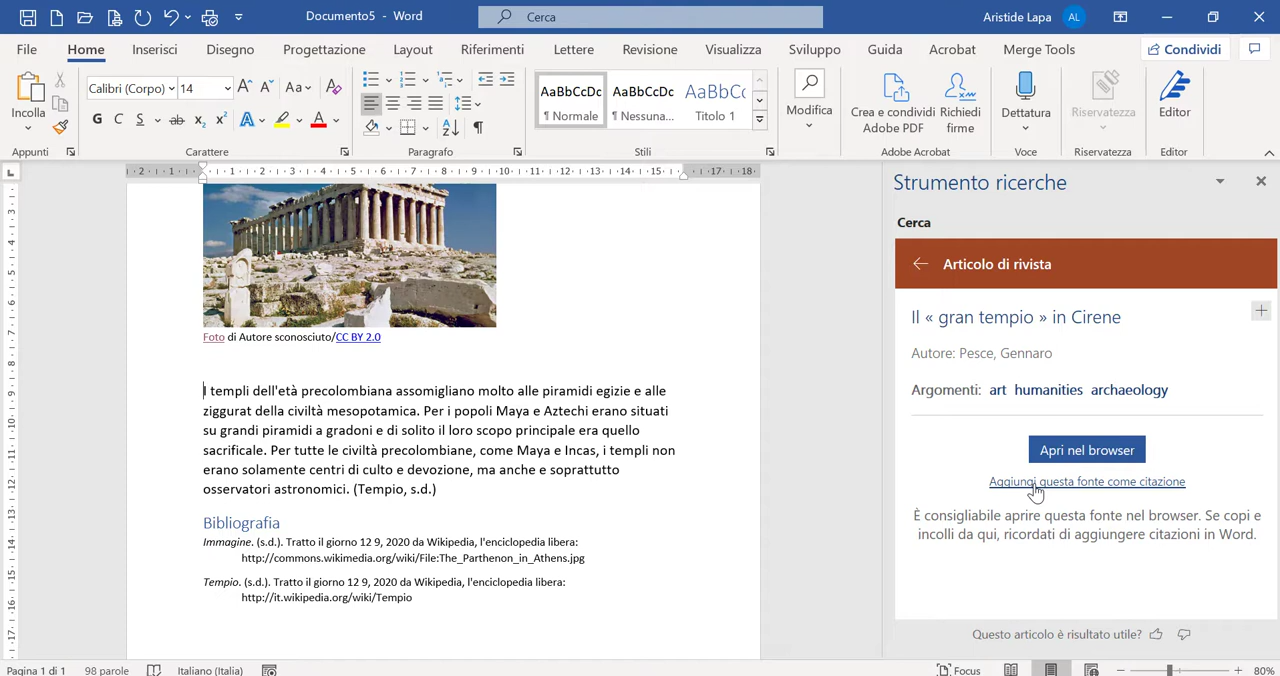 Documento5 - Word
Cerca
Aristide Lapa
AL
File Home Inserisci Disegno Progettazione Layout Riferimenti Lettere Revisione Visualizza Sviluppo Guida Acrobat Merge Tools Condividi
Incolla
Calibri (Corpo) 14
AaBbCcDc AaBbCcDc AaBbCc
¶ Normale ¶ Nessuna... Titolo 1
Modifica
Crea e condividi Adobe PDF
Richiedi firme
Dettatura
Riservatezza
Editor
Appunti Carattere Paragrafo Stili Adobe Acrobat Voce Riservatezza Editor
Strumento ricerche
Cerca
Articolo di rivista
Il « gran tempio » in Cirene
Autore: Pesce, Gennaro
Argomenti: art humanities archaeology
Apri nel browser
Aggiungi questa fonte come citazione
È consigliabile aprire questa fonte nel browser. Se copi e
incolli da qui, ricordati di aggiungere citazioni in Word.
Questo articolo è risultato utile?
Foto di Autore sconosciuto/CC BY 2.0
I templi dell'età precolombiana assomigliano molto alle piramidi egizie e alle
ziggurat della civiltà mesopotamica. Per i popoli Maya e Aztechi erano situati
su grandi piramidi a gradoni e di solito il loro scopo principale era quello
sacrificale. Per tutte le civiltà precolombiane, come Maya e Incas, i templi non
erano solamente centri di culto e devozione, ma anche e soprattutto
osservatori astronomici. (Tempio, s.d.)
Bibliografia
Immagine. (s.d.). Tratto il giorno 12 9, 2020 da Wikipedia, l'enciclopedia libera:
http://commons.wikimedia.org/wiki/File:The_Parthenon_in_Athens.jpg
Tempio. (s.d.). Tratto il giorno 12 9, 2020 da Wikipedia, l'enciclopedia libera:
http://it.wikipedia.org/wiki/Tempio
Pagina 1 di 1 98 parole Italiano (Italia) Focus 80%